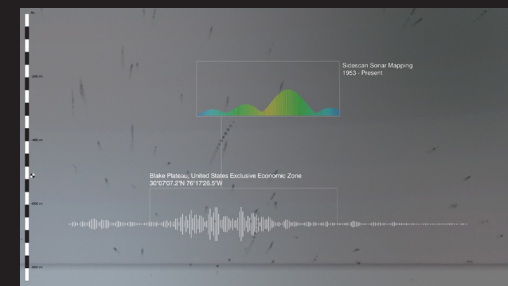 Sidescan Sonar Mapping
1953 - Present
Blake Plateau, United States Exclusive Economic Zone
30°07'07.2"N 76°17'28.5"W